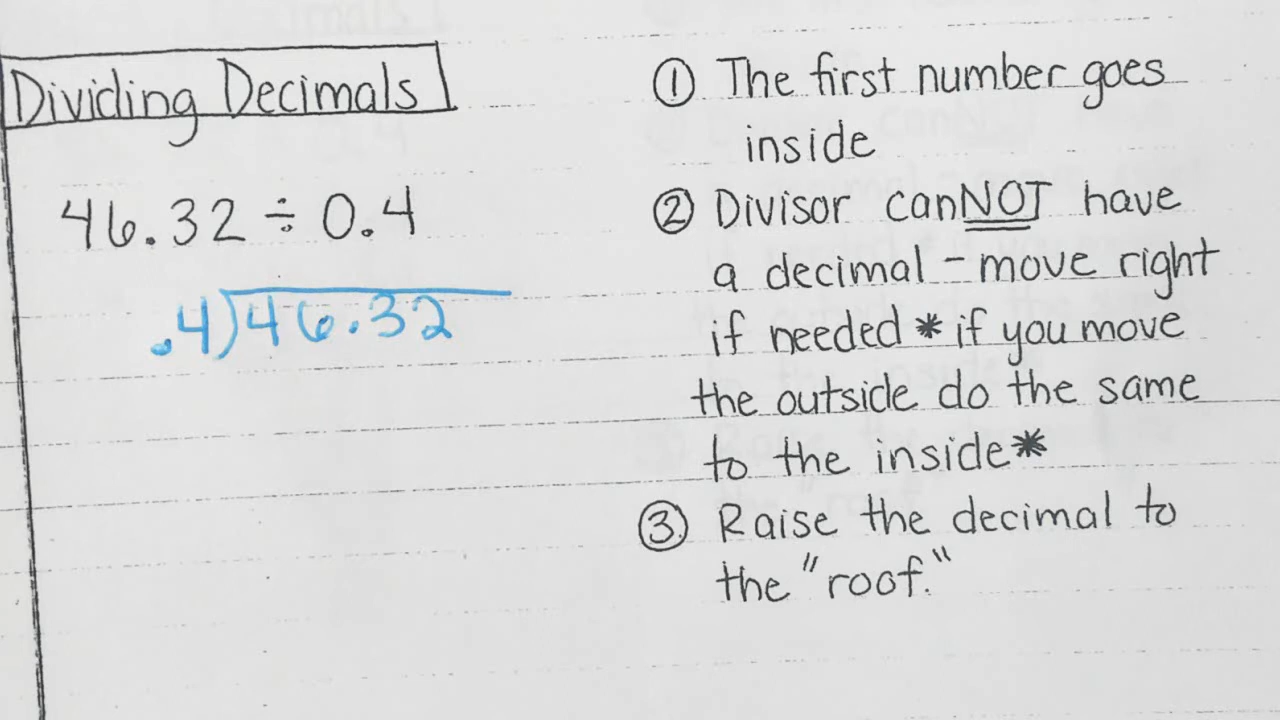 Dividing Decimals
46.32 ÷ 0.4
.4)46.32
① The first number goes
inside
② Divisor canNOT have
a decimal - move right
if needed * if you move
the outside do the same
to the inside*
③ Raise the decimal to
the "roof."